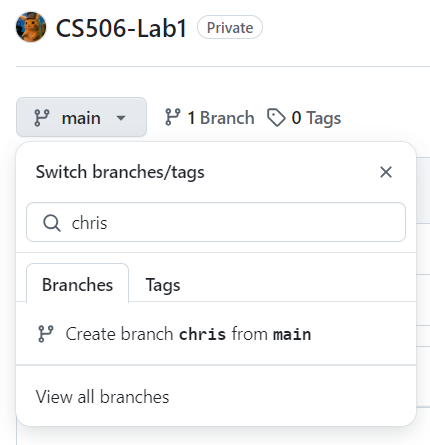 CS506-Lab1 Private
main 1 Branch 0 Tags
Switch branches/tags
chris
Branches Tags
Create branch chris from main
View all branches